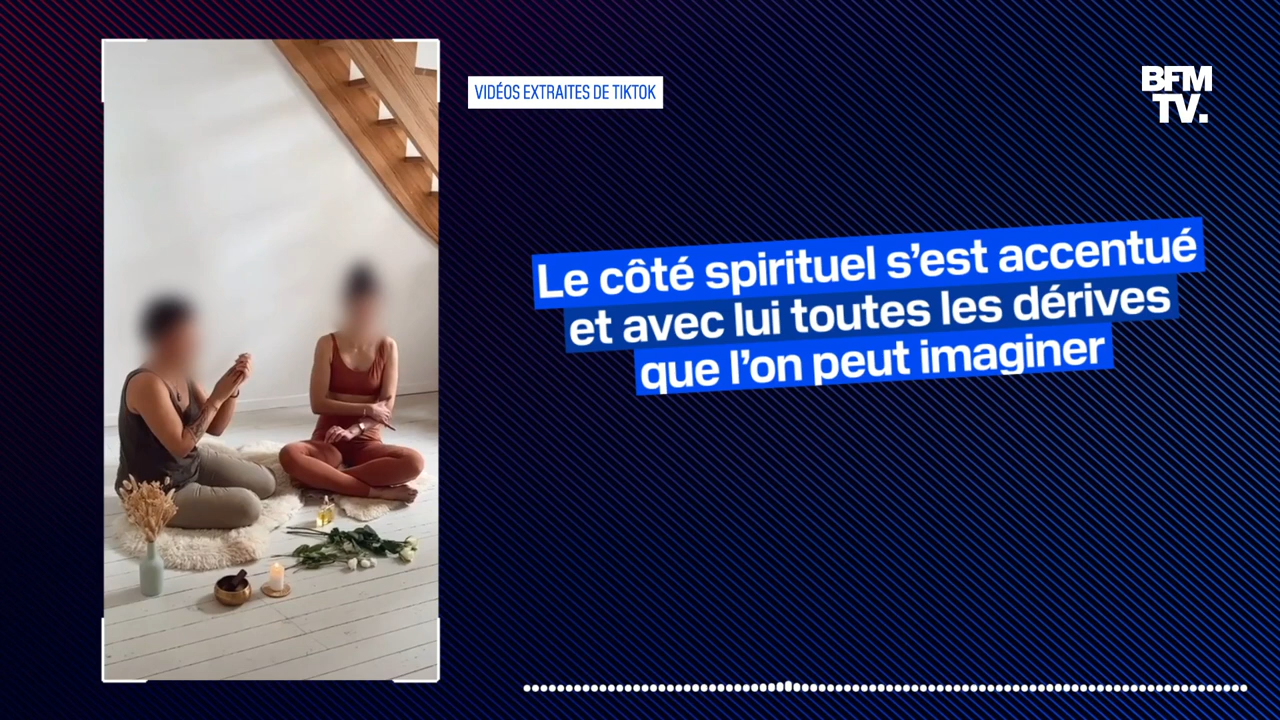 VIDÉOS EXTRAITES DE TIKTOK
BFM
TV.
Le côté spirituel s’est accentué
et avec lui toutes les dérives
que l’on peut imaginer